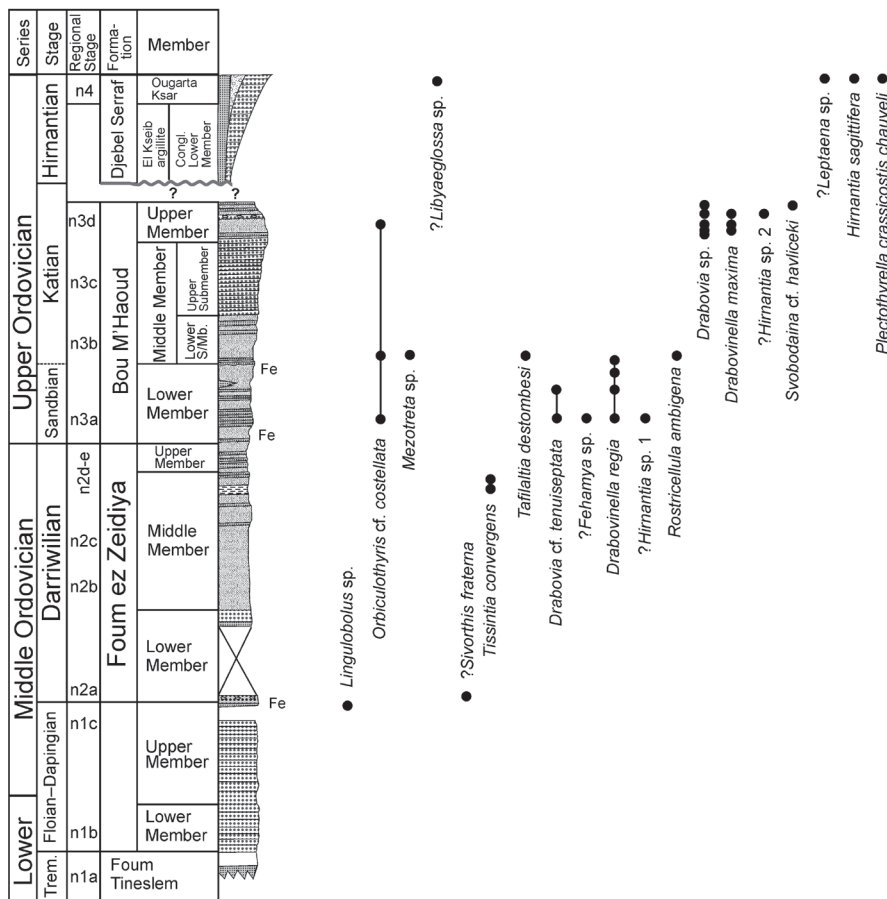 Series
Stage
Regional
Stage
Forma-
tion
Member
Upper Ordovician
Middle Ordovician
Lower
Hirnantian
Katian
Sandbian
Darriwilian
Floian–Dapingian
Trem.
n4
n3d
n3c
n3b
n3a
n2d-e
n2c
n2b
n2a
n1c
n1b
n1a
Djebel Serraf
Bou M'Haoud
Foum ez Zeidiya
Foum
Tineslem
Ougarta
Ksar
El Kseib
argillite
Congl.
Lower
Member
?
?
Upper
Member
Middle Member
Upper
Submember
Lower
S/Mb.
Lower
Member
Upper
Member
Middle
Member
Lower
Member
Upper
Member
Lower
Member
Fe
Fe
Fe
Lingulobolus sp.
Orbiculothyris cf. costellata
Mezotreta sp.
?Libyaeglossa sp.
?Sivorthis fraterna
Tissintia convergens
Tafilaltia destombesi
Drabovia cf. tenuiseptata
?Fehamya sp.
Drabovinella regia
?Hirnantia sp. 1
Rostricellula ambigena
Drabovia sp.
Drabovinella maxima
?Hirnantia sp. 2
Svobodaina cf. havliceki
?Leptaena sp.
Hirnantia sagittifera
Plectothyrella crassicostis chauveli